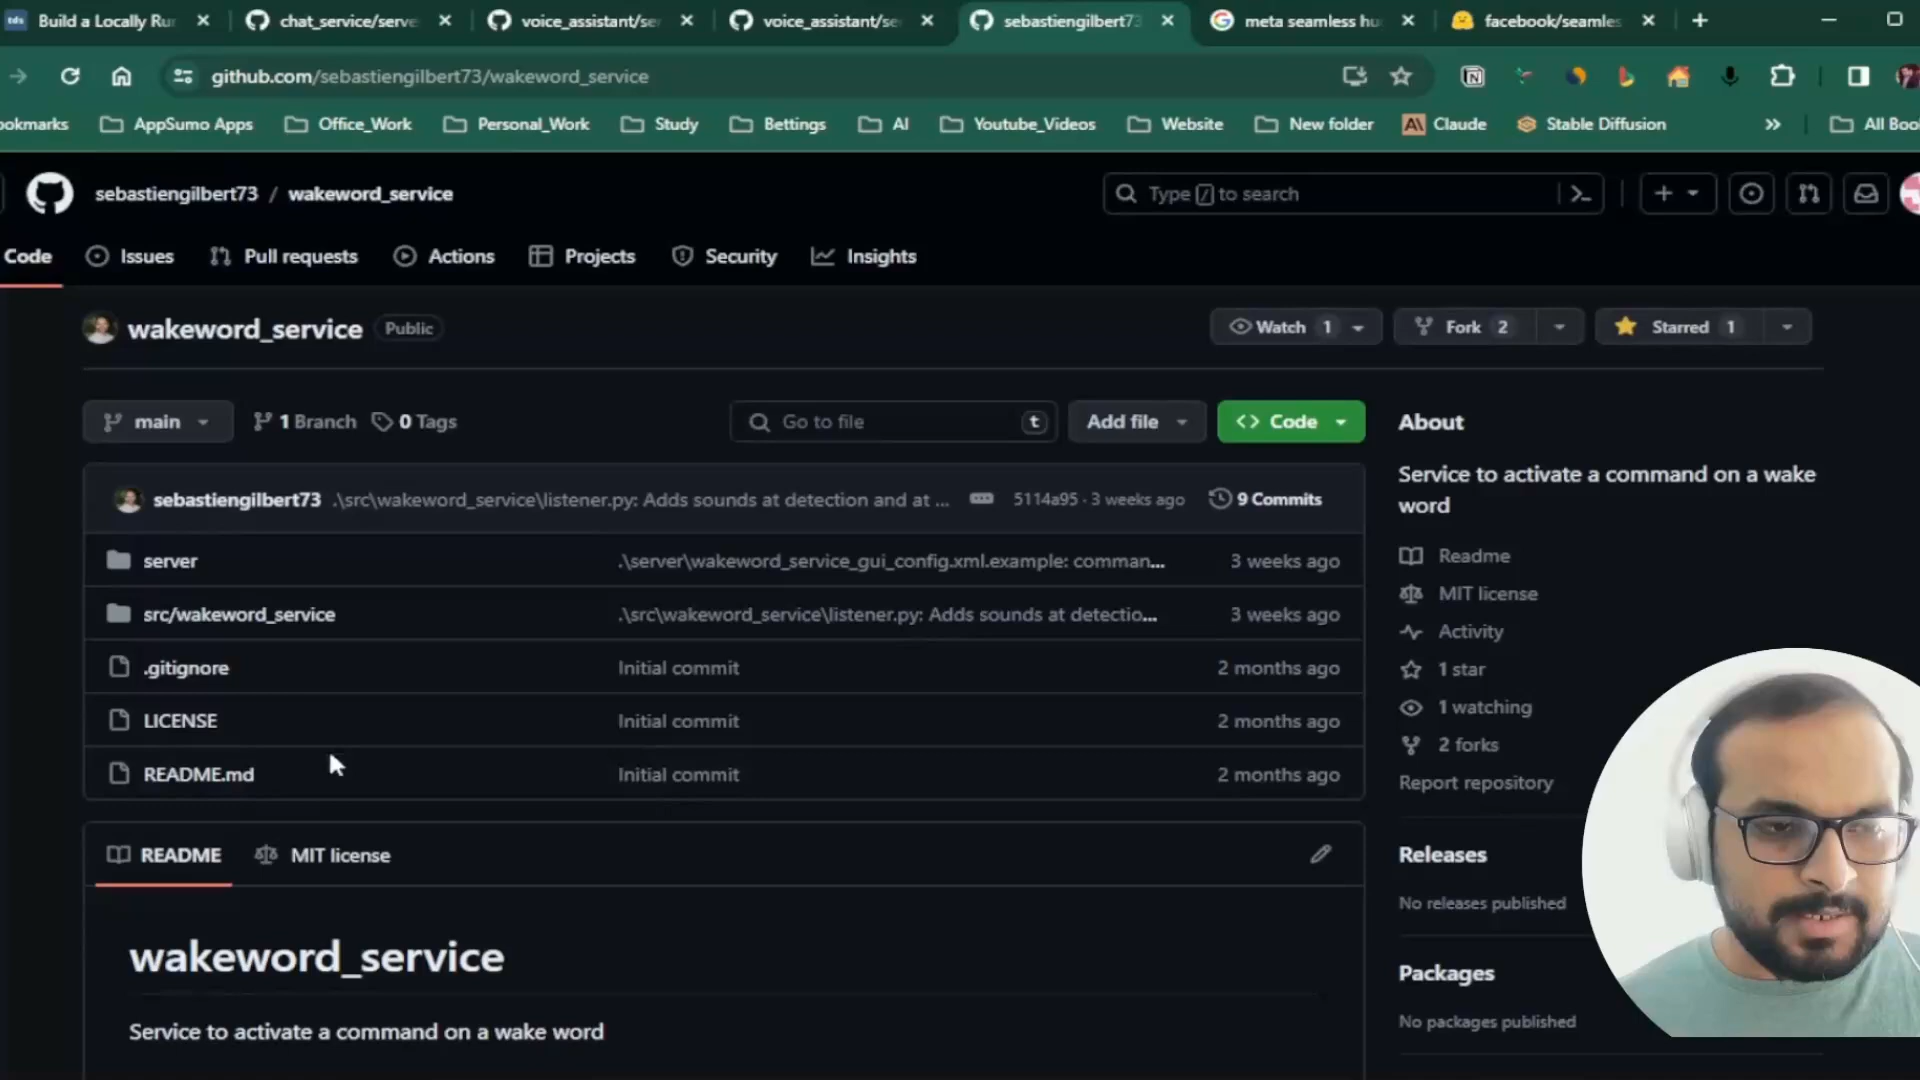 tds Build a Locally Ru
chat_service/serve
voice_assistant/se
voice_assistant/se
sebastiengilbert73
meta seamless
facebook/seamles
github.com/sebastiengilbert73/wakeword_service
ookmarks
AppSumo Apps
Office_Work
Personal_Work
Study
Bettings
AI
Youtube_Videos
Website
New folder
Claude
Stable Diffusion
»
All Boo
sebastiengilbert73 / wakeword_service
Type / to search
Code
Issues
Pull requests
Actions
Projects
Security
Insights
wakeword_service Public
Watch 1
Fork 2
Starred 1
main
1 Branch
0 Tags
Go to file t
Add file
<> Code
About
Service to activate a command on a wake
word
sebastiengilbert73 .\src\wakeword_service\listener.py: Adds sounds at detection and at ... 5114a95 · 3 weeks ago 9 Commits
server .\server\wakeword_service_gui_config.xml.example: comman... 3 weeks ago
src/wakeword_service .\src\wakeword_service\listener.py: Adds sounds at detectio... 3 weeks ago
.gitignore Initial commit 2 months ago
LICENSE Initial commit 2 months ago
README.md Initial commit 2 months ago
Readme
MIT license
Activity
1 star
1 watching
2 forks
Report repository
README
MIT license
Releases
No releases published
Packages
No packages published
wakeword_service
Service to activate a command on a wake word